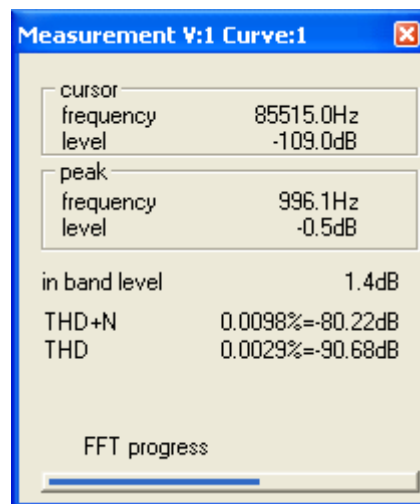 Measurement V:1 Curve:1
cursor
frequency 85515.0Hz
level -109.0dB
peak
frequency 996.1Hz
level -0.5dB
in band level 1.4dB
THD+N 0.0098%=-80.22dB
THD 0.0029%=-90.68dB
FFT progress